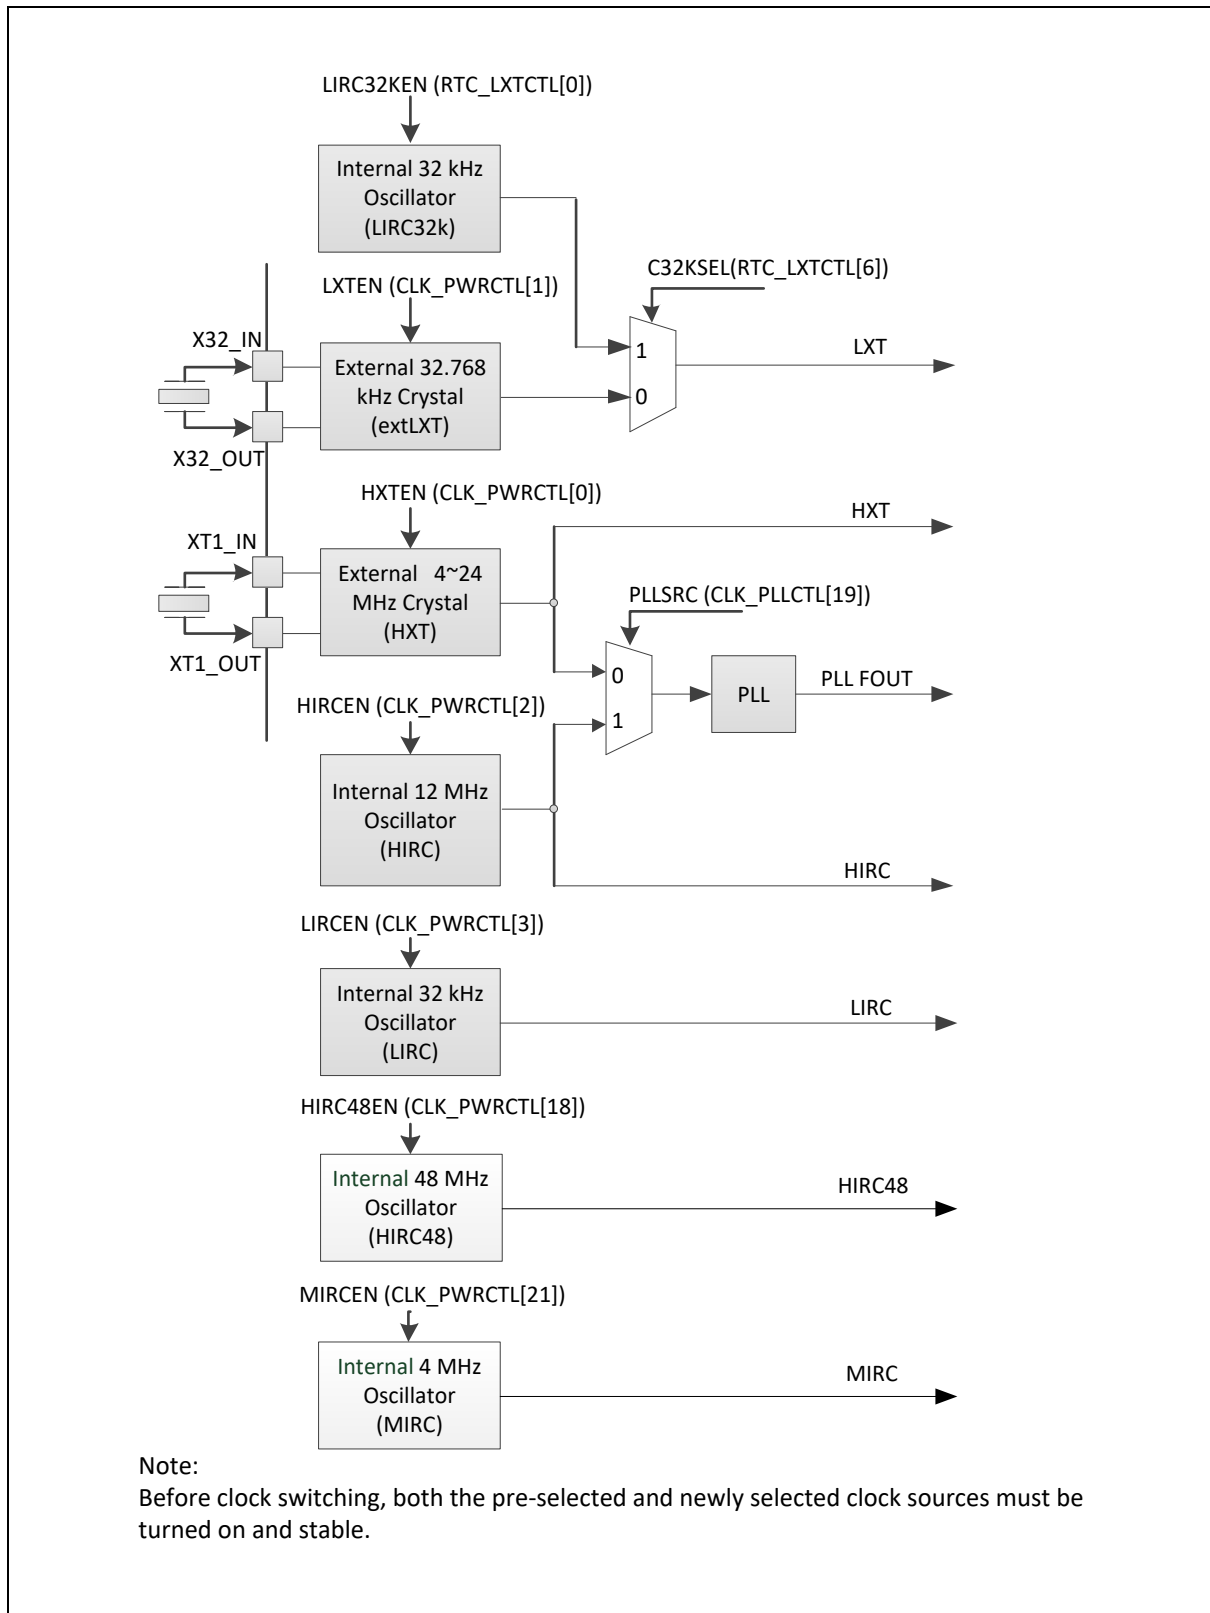 LIRC32KEN (RTC_LXTCTL[0])
Internal 32 kHz
Oscillator
(LIRC32k)
C32KSEL(RTC_LXTCTL[6])
LXTEN (CLK_PWRCTL[1])
X32_IN
1
LXT
External 32.768
kHz Crystal
(extLXT)
0
X32_OUT
HXTEN (CLK_PWRCTL[0])
HXT
XT1_IN
External 4~24
MHz Crystal
(HXT)
PLLSRC (CLK_PLLCTL[19])
XT1_OUT
0
PLL
PLL FOUT
1
HIRCEN (CLK_PWRCTL[2])
Internal 12 MHz
Oscillator
(HIRC)
HIRC
LIRCEN (CLK_PWRCTL[3])
Internal 32 kHz
Oscillator
(LIRC)
LIRC
HIRC48EN (CLK_PWRCTL[18])
Internal 48 MHz
Oscillator
(HIRC48)
HIRC48
MIRCEN (CLK_PWRCTL[21])
Internal 4 MHz
Oscillator
(MIRC)
MIRC
Note:
Before clock switching, both the pre-selected and newly selected clock sources must be
turned on and stable.